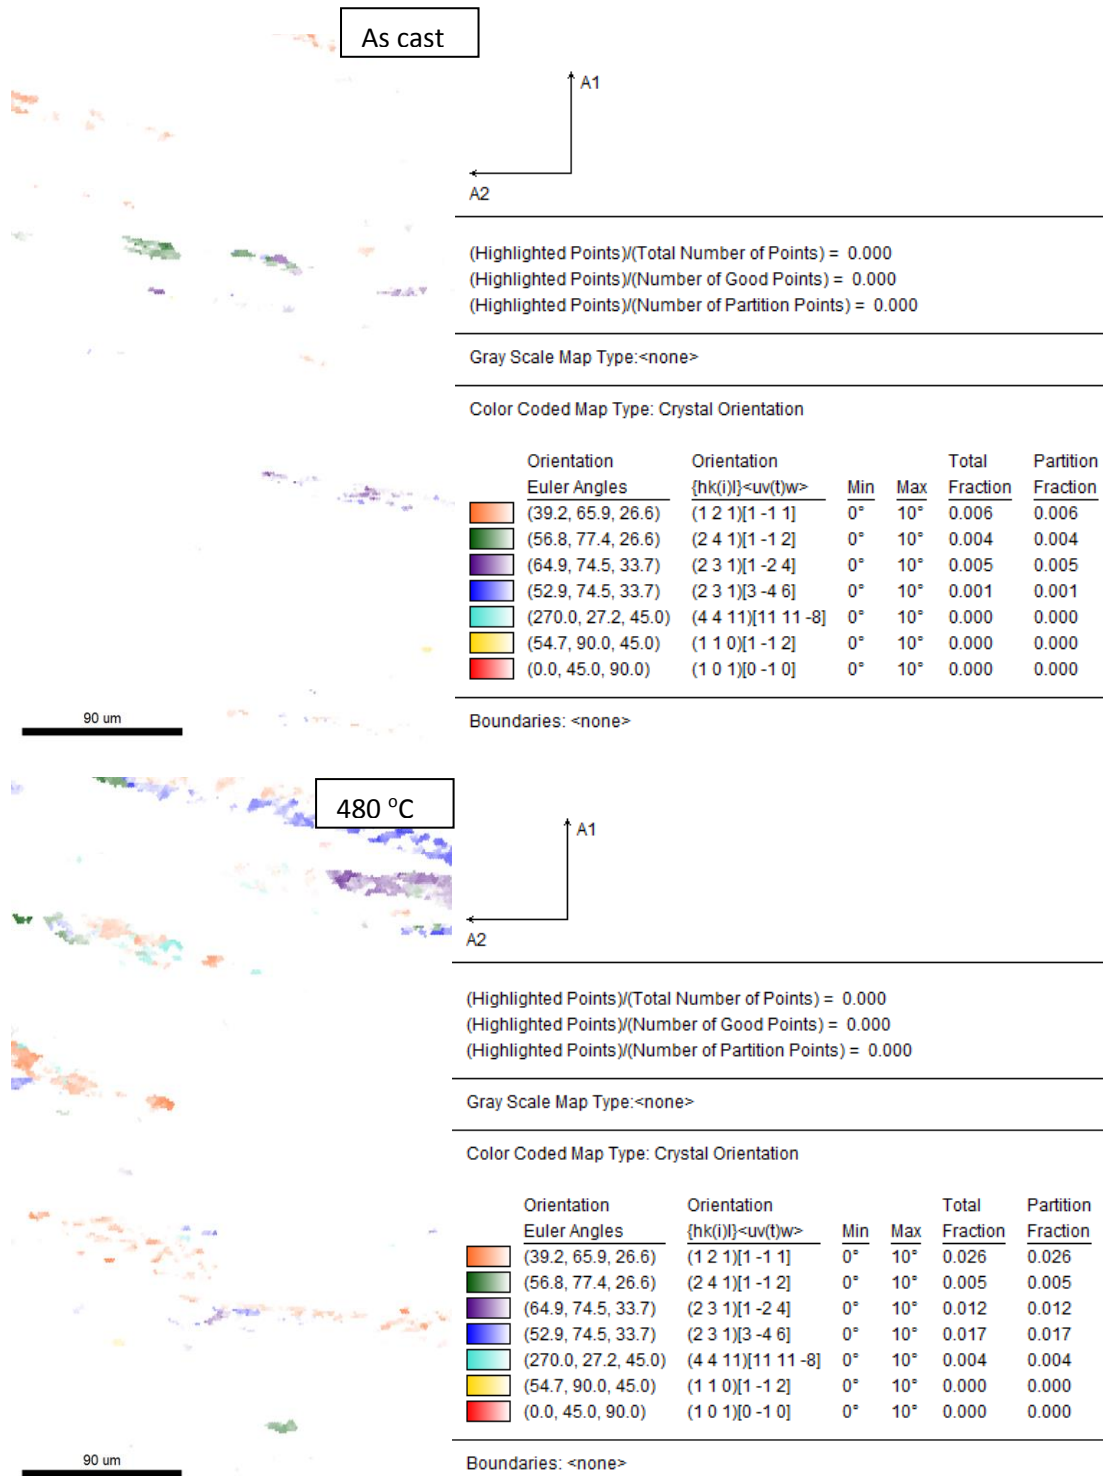 As cast
A1
A2
(Highlighted Points)/(Total Number of Points) = 0.000
(Highlighted Points)/(Number of Good Points) = 0.000
(Highlighted Points)/(Number of Partition Points) = 0.000
Gray Scale Map Type:<none>
Color Coded Map Type: Crystal Orientation
Orientation Orientation Total Partition
Euler Angles {hk(i)l}<uv(t)w> Min Max Fraction Fraction
(39.2, 65.9, 26.6) (1 2 1)[1 -1 1] 0° 10° 0.006 0.006
(56.8, 77.4, 26.6) (2 4 1)[1 -1 2] 0° 10° 0.004 0.004
(64.9, 74.5, 33.7) (2 3 1)[1 -2 4] 0° 10° 0.005 0.005
(52.9, 74.5, 33.7) (2 3 1)[3 -4 6] 0° 10° 0.001 0.001
(270.0, 27.2, 45.0) (4 4 11)[11 11 -8] 0° 10° 0.000 0.000
(54.7, 90.0, 45.0) (1 1 0)[1 -1 2] 0° 10° 0.000 0.000
(0.0, 45.0, 90.0) (1 0 1)[0 -1 0] 0° 10° 0.000 0.000
90 um
Boundaries: <none>
480 °C
A1
A2
(Highlighted Points)/(Total Number of Points) = 0.000
(Highlighted Points)/(Number of Good Points) = 0.000
(Highlighted Points)/(Number of Partition Points) = 0.000
Gray Scale Map Type:<none>
Color Coded Map Type: Crystal Orientation
Orientation Orientation Total Partition
Euler Angles {hk(i)l}<uv(t)w> Min Max Fraction Fraction
(39.2, 65.9, 26.6) (1 2 1)[1 -1 1] 0° 10° 0.026 0.026
(56.8, 77.4, 26.6) (2 4 1)[1 -1 2] 0° 10° 0.005 0.005
(64.9, 74.5, 33.7) (2 3 1)[1 -2 4] 0° 10° 0.012 0.012
(52.9, 74.5, 33.7) (2 3 1)[3 -4 6] 0° 10° 0.017 0.017
(270.0, 27.2, 45.0) (4 4 11)[11 11 -8] 0° 10° 0.004 0.004
(54.7, 90.0, 45.0) (1 1 0)[1 -1 2] 0° 10° 0.000 0.000
(0.0, 45.0, 90.0) (1 0 1)[0 -1 0] 0° 10° 0.000 0.000
90 um
Boundaries: <none>